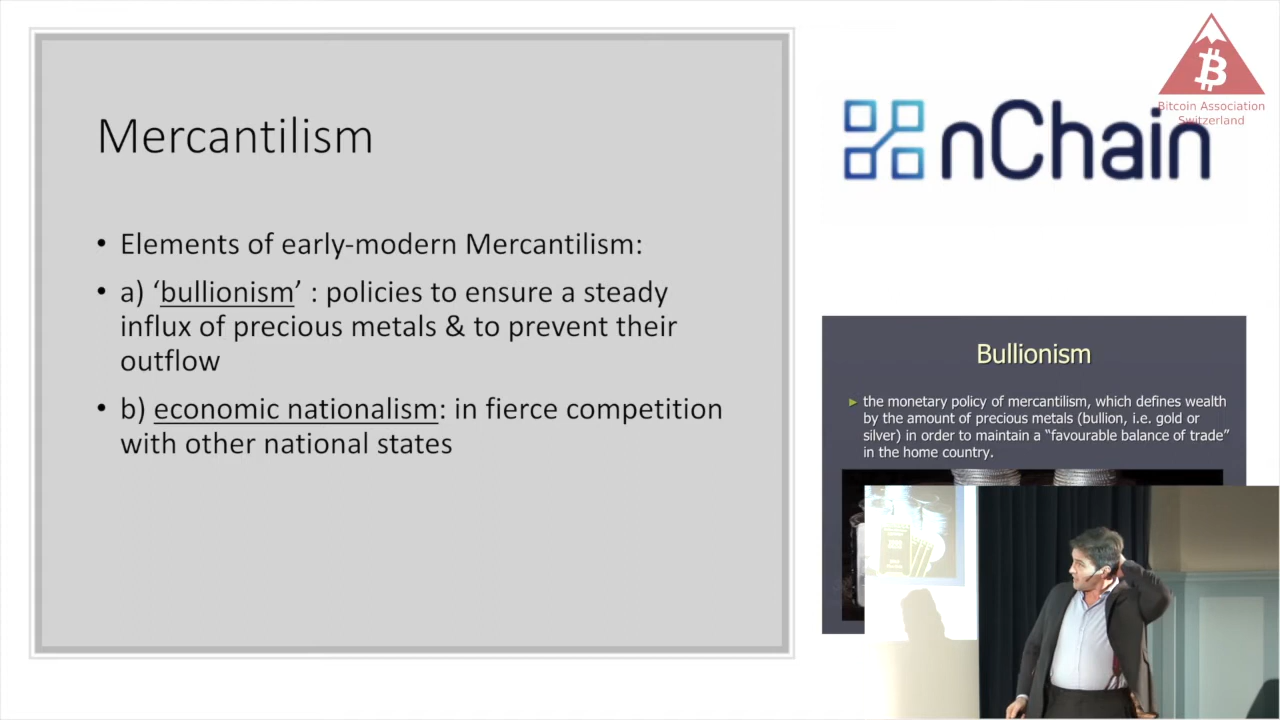 Mercantilism
• Elements of early-modern Mercantilism:
• a) ‘bullionism’ : policies to ensure a steady
influx of precious metals & to prevent their
outflow
• b) economic nationalism: in fierce competition
with other national states
nChain
Bitcoin Association
Switzerland
Bullionism
► the monetary policy of mercantilism, which defines wealth
by the amount of precious metals (bullion, i.e. gold or
silver) in order to maintain a “favourable balance of trade”
in the home country.